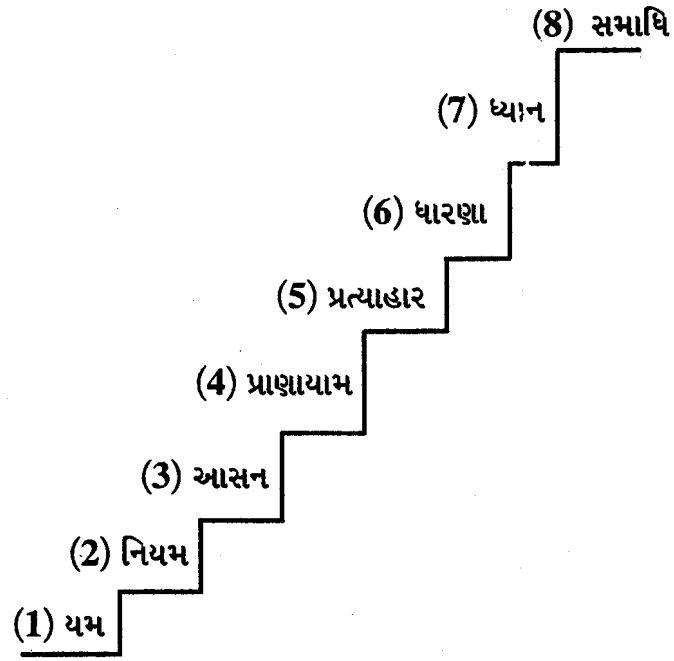 (8) સમાધિ
(7) ધ્યાન
(6) ધારણા
(5) પ્રત્યાહાર
(4) પ્રાણાયામ
(3) આસન
(2) નિયમ
(1) યમ